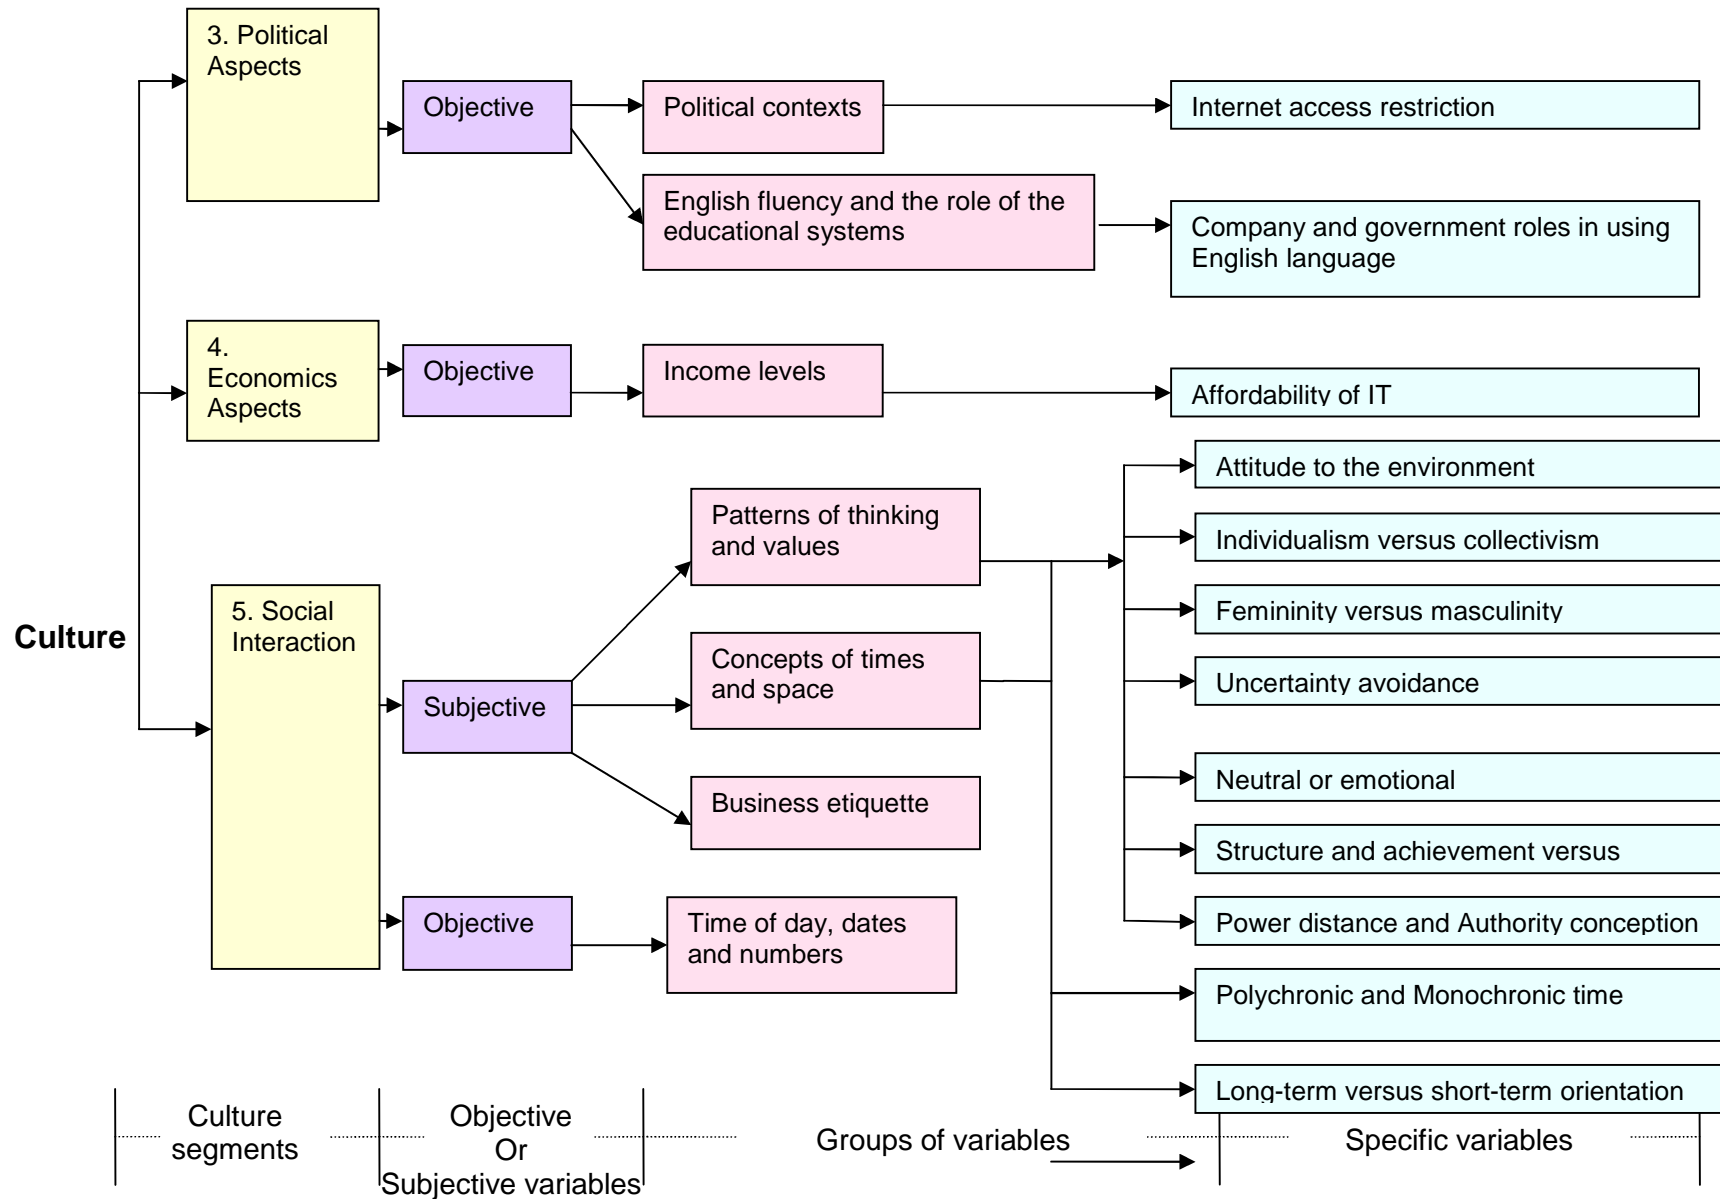 3. Political
Aspects
Objective
Political contexts
Internet access restriction
English fluency and the role of the
educational systems
Company and government roles in using
English language
4.
Economics
Aspects
Objective
Income levels
Affordability of IT
Culture
5. Social
Interaction
Subjective
Patterns of thinking
and values
Concepts of times
and space
Business etiquette
Attitude to the environment
Individualism versus collectivism
Femininity versus masculinity
Uncertainty avoidance
Neutral or emotional
Structure and achievement versus
Power distance and Authority conception
Polychronic and Monochronic time
Long-term versus short-term orientation
Objective
Time of day, dates
and numbers
Culture
segments
Objective
Or
Subjective variables
Groups of variables
Specific variables